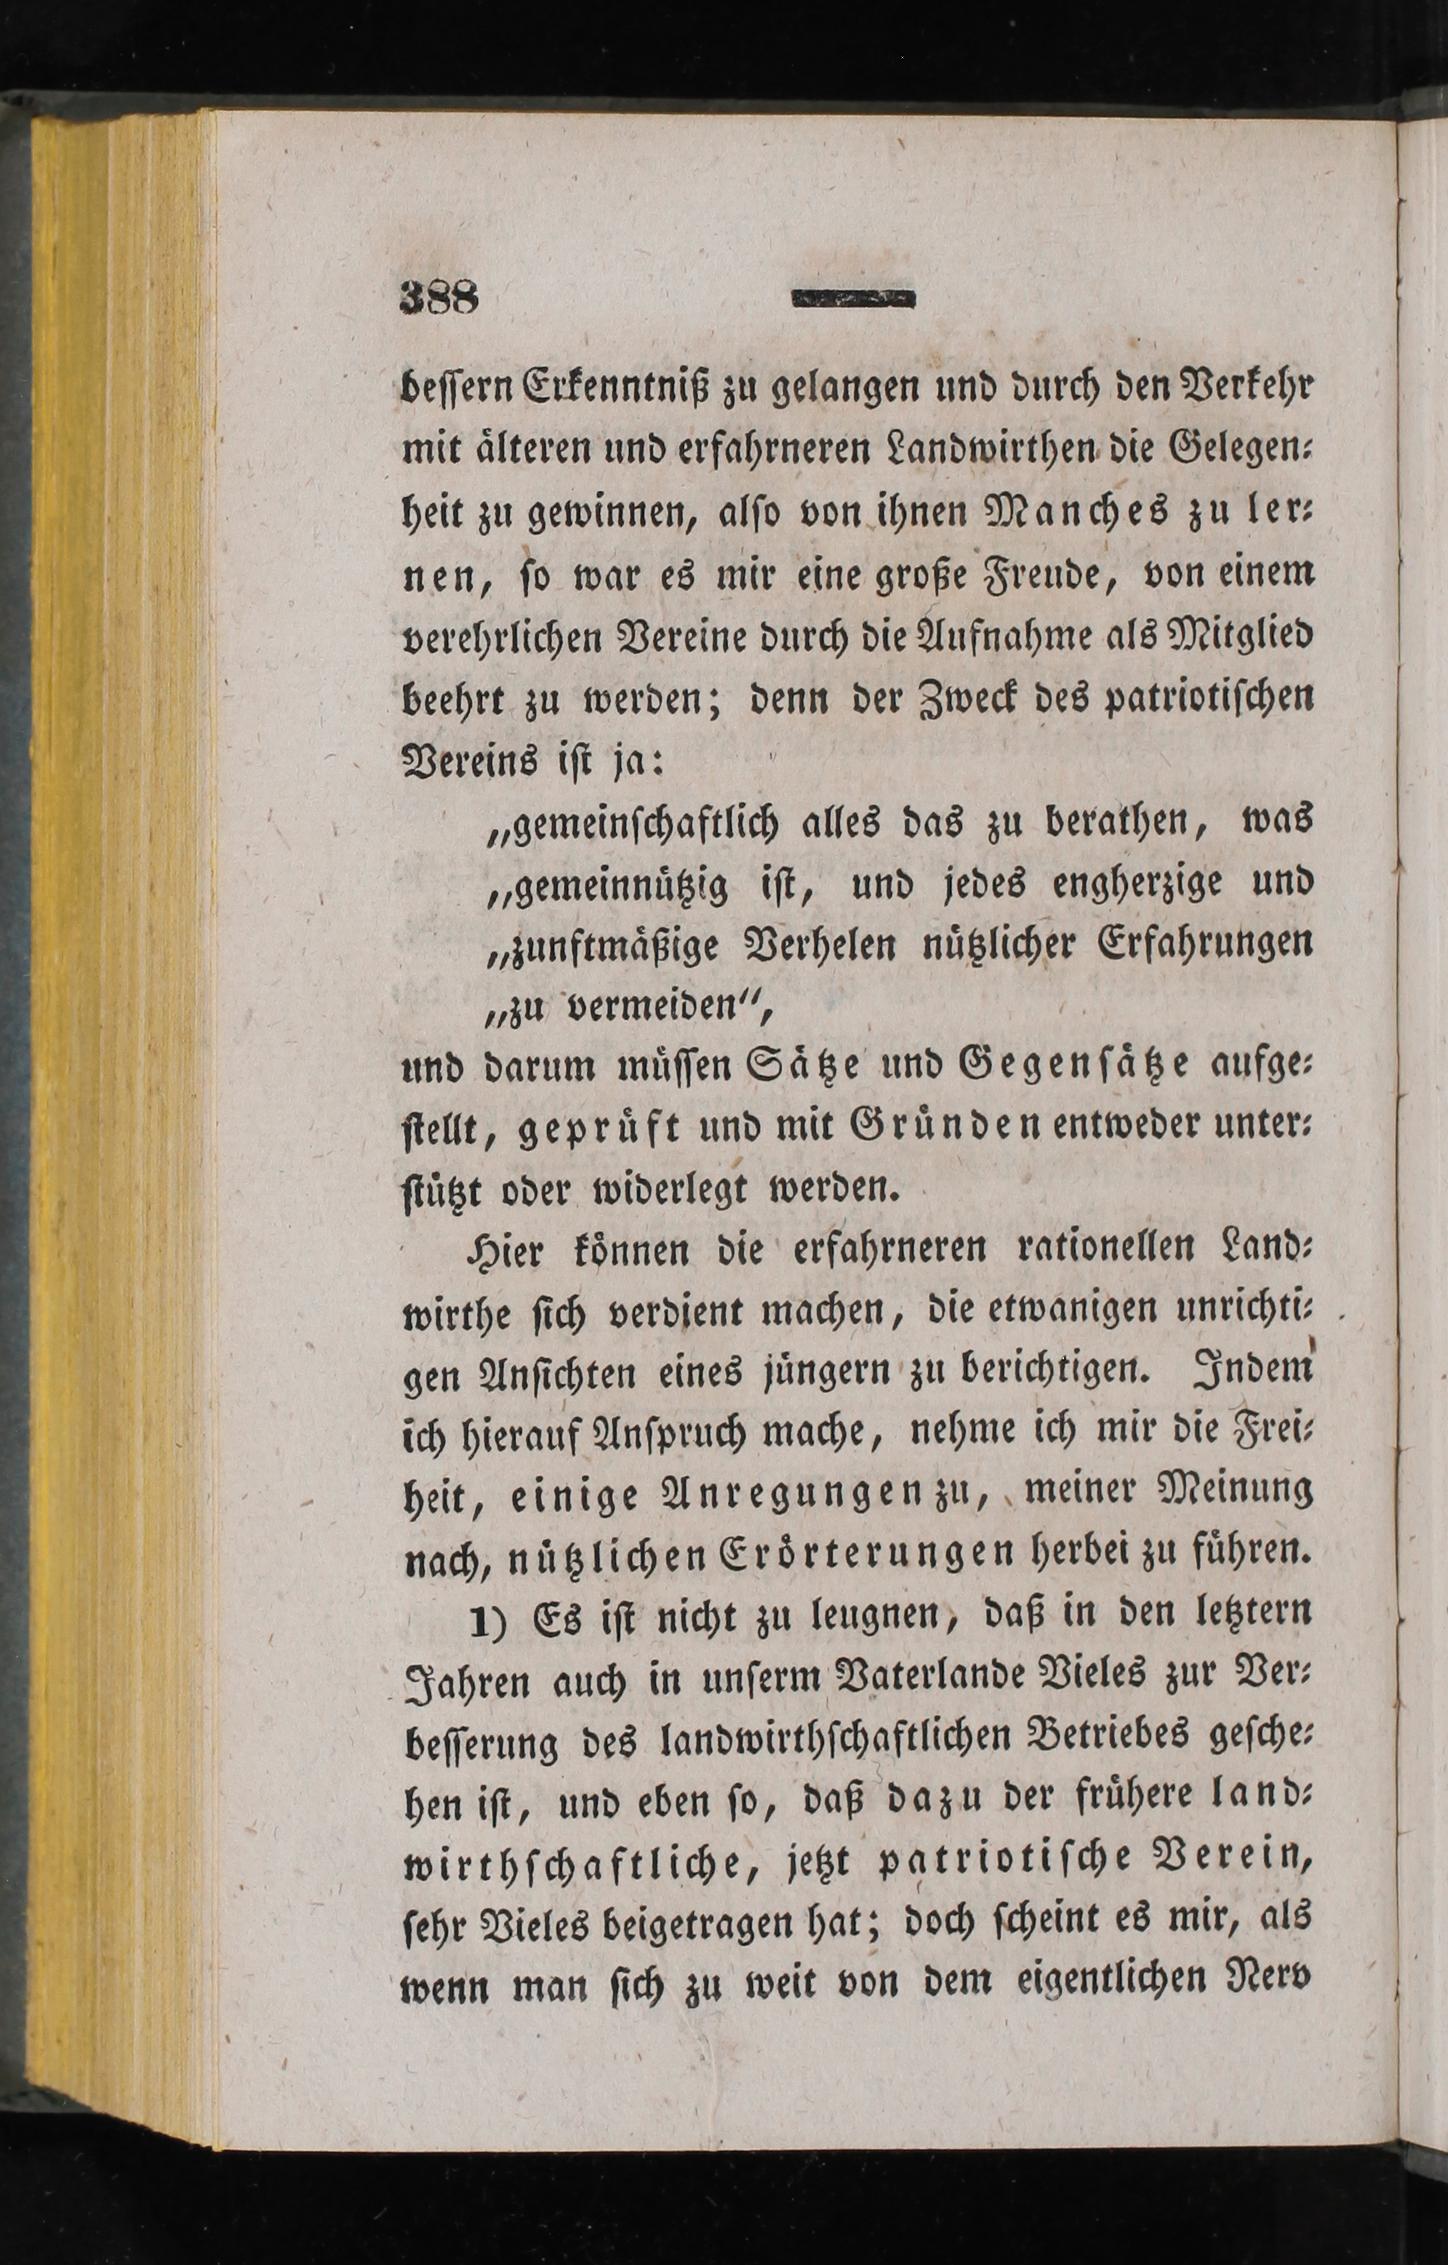 388
bessern Erkenntniß zu gelangen und durch den Verkehr
mit älteren und erfahrneren Landwirthen die Gelegen-
heit zu gewinnen, also von ihnen Manches zu ler-
nen, so war es mir eine große Freude, von einem
verehrlichen Vereine durch die Aufnahme als Mitglied
beehrt zu werden; denn der Zweck des patriotischen
Vereins ist ja:
„gemeinschaftlich alles das zu berathen, was
„gemeinnützig ist, und jedes engherzige und
„zunftmäßige Verhelen nützlicher Erfahrungen
„zu vermeiden“,
und darum müssen Sätze und Gegensätze aufge-
stellt, geprüft und mit Gründen entweder unter-
stützt oder widerlegt werden.
Hier können die erfahrneren rationellen Land-
wirthe sich verdient machen, die etwanigen unrichti-
gen Ansichten eines jüngern zu berichtigen. Indem
ich hierauf Anspruch mache, nehme ich mir die Frei-
heit, einige Anregungen zu, meiner Meinung
nach, nützlichen Erörterungen herbei zu führen.
1) Es ist nicht zu leugnen, daß in den letztern
Jahren auch in unserm Vaterlande Vieles zur Ver-
besserung des landwirthschaftlichen Betriebes gesche-
hen ist, und eben so, daß dazu der frühere land-
wirthschaftliche, jetzt patriotische Verein,
sehr Vieles beigetragen hat; doch scheint es mir, als
wenn man sich zu weit von dem eigentlichen Nerv